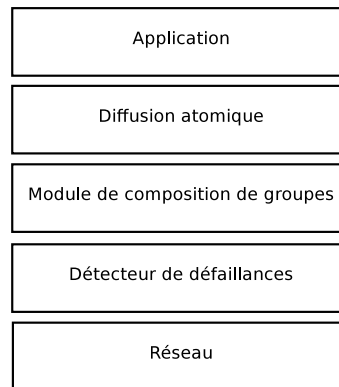 Application
Diffusion atomique
Module de composition de groupes
Détecteur de défaillances
Réseau